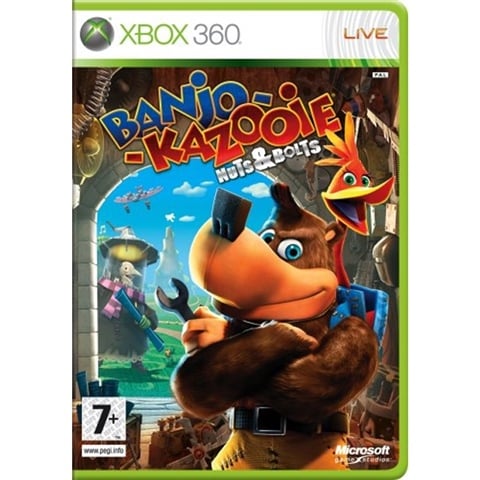 XBOX 360
LIVE
PAL
BANJO-
-KAZOOIE
NUTS & BOLTS
7+
www.pegi.info
Microsoft
game studios